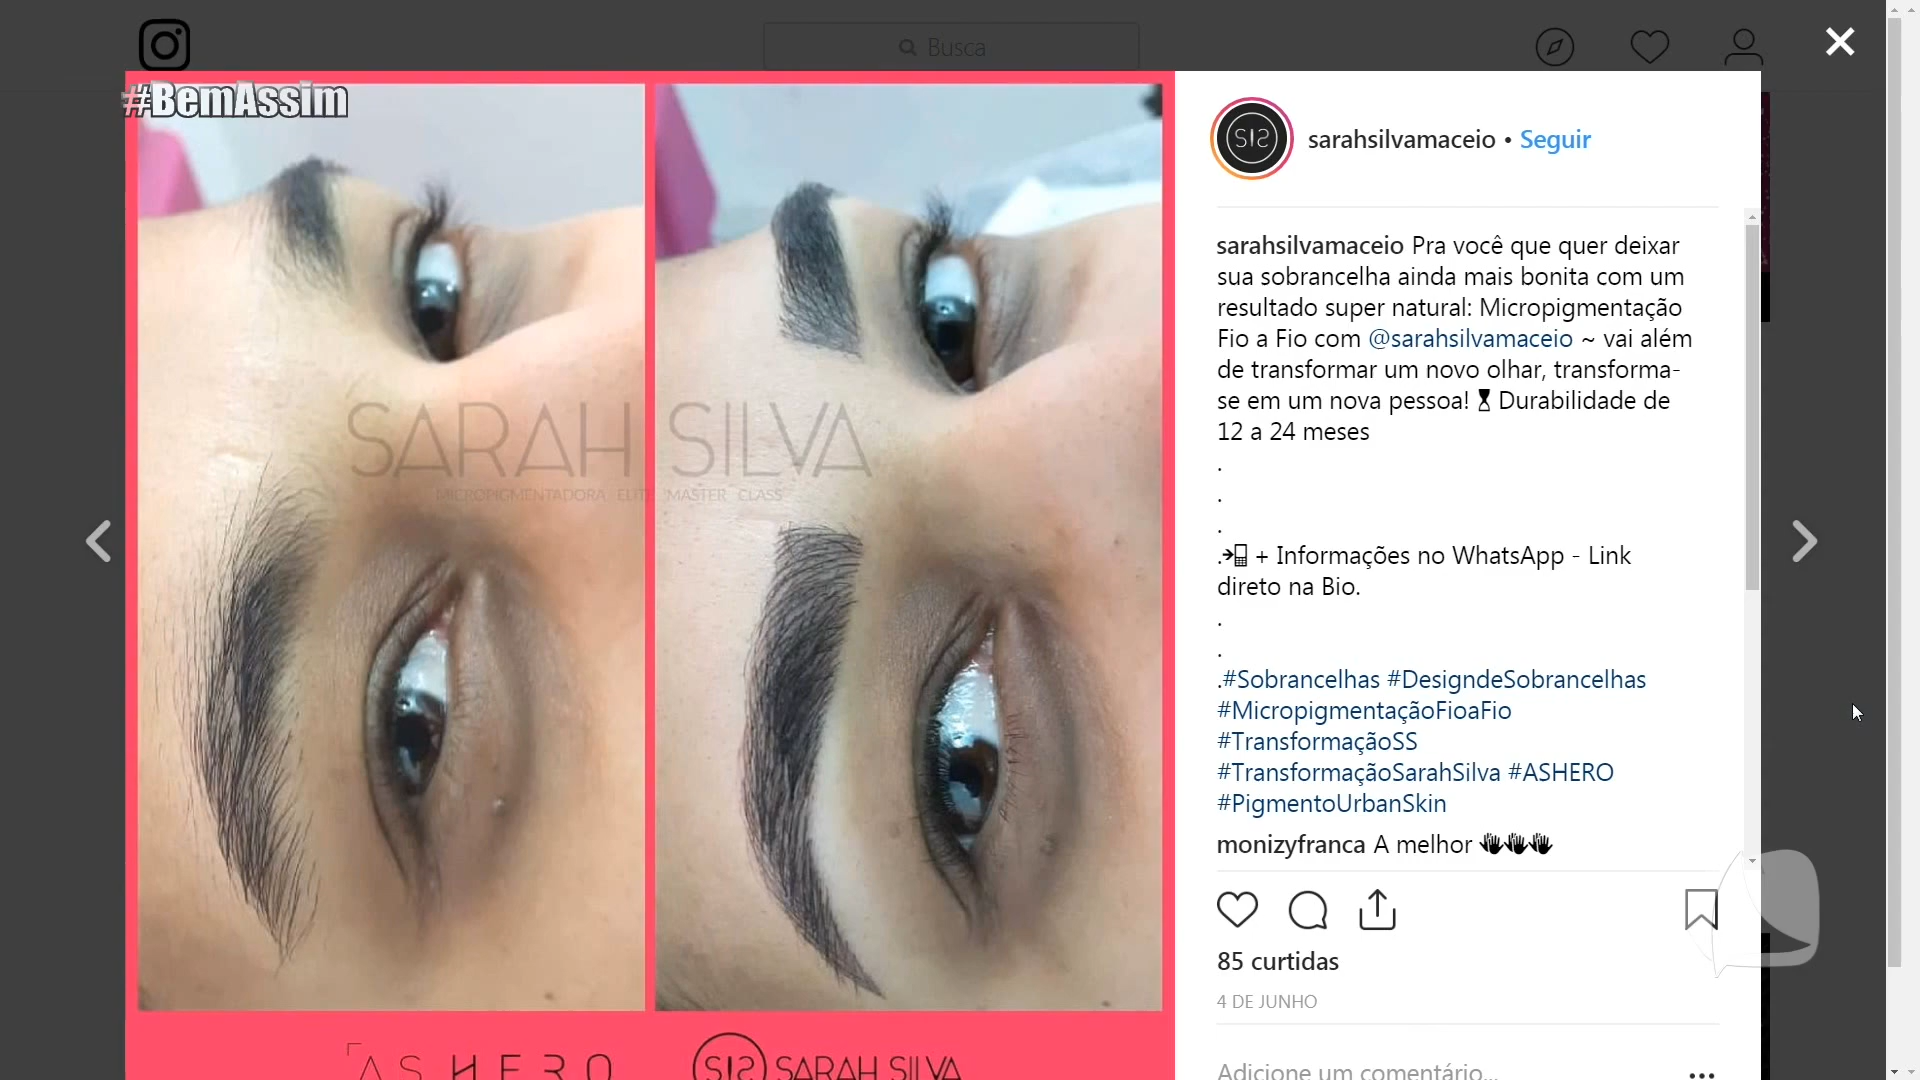 Busca
#BemAssim
SARAH SILVA
MICROPIGMENTADORA ELITE MASTER CLASS
ASHERO
SIS SARAH SILVA
SIS
sarahsilvamaceio • Seguir
sarahsilvamaceio Pra você que quer deixar
sua sobrancelha ainda mais bonita com um
resultado super natural: Micropigmentação
Fio a Fio com @sarahsilvamaceio ~ vai além
de transformar um novo olhar, transforma-
se em um nova pessoa! ⌛ Durabilidade de
12 a 24 meses
.
.
.
.📲 + Informações no WhatsApp - Link
direto na Bio.
.
.
.#Sobrancelhas #DesigndeSobrancelhas
#MicropigmentaçãoFioaFio
#TransformaçãoSS
#TransformaçãoSarahSilva #ASHERO
#PigmentoUrbanSkin
monizyfranca A melhor 👏👏👏
85 curtidas
4 DE JUNHO
Adicione um comentário...